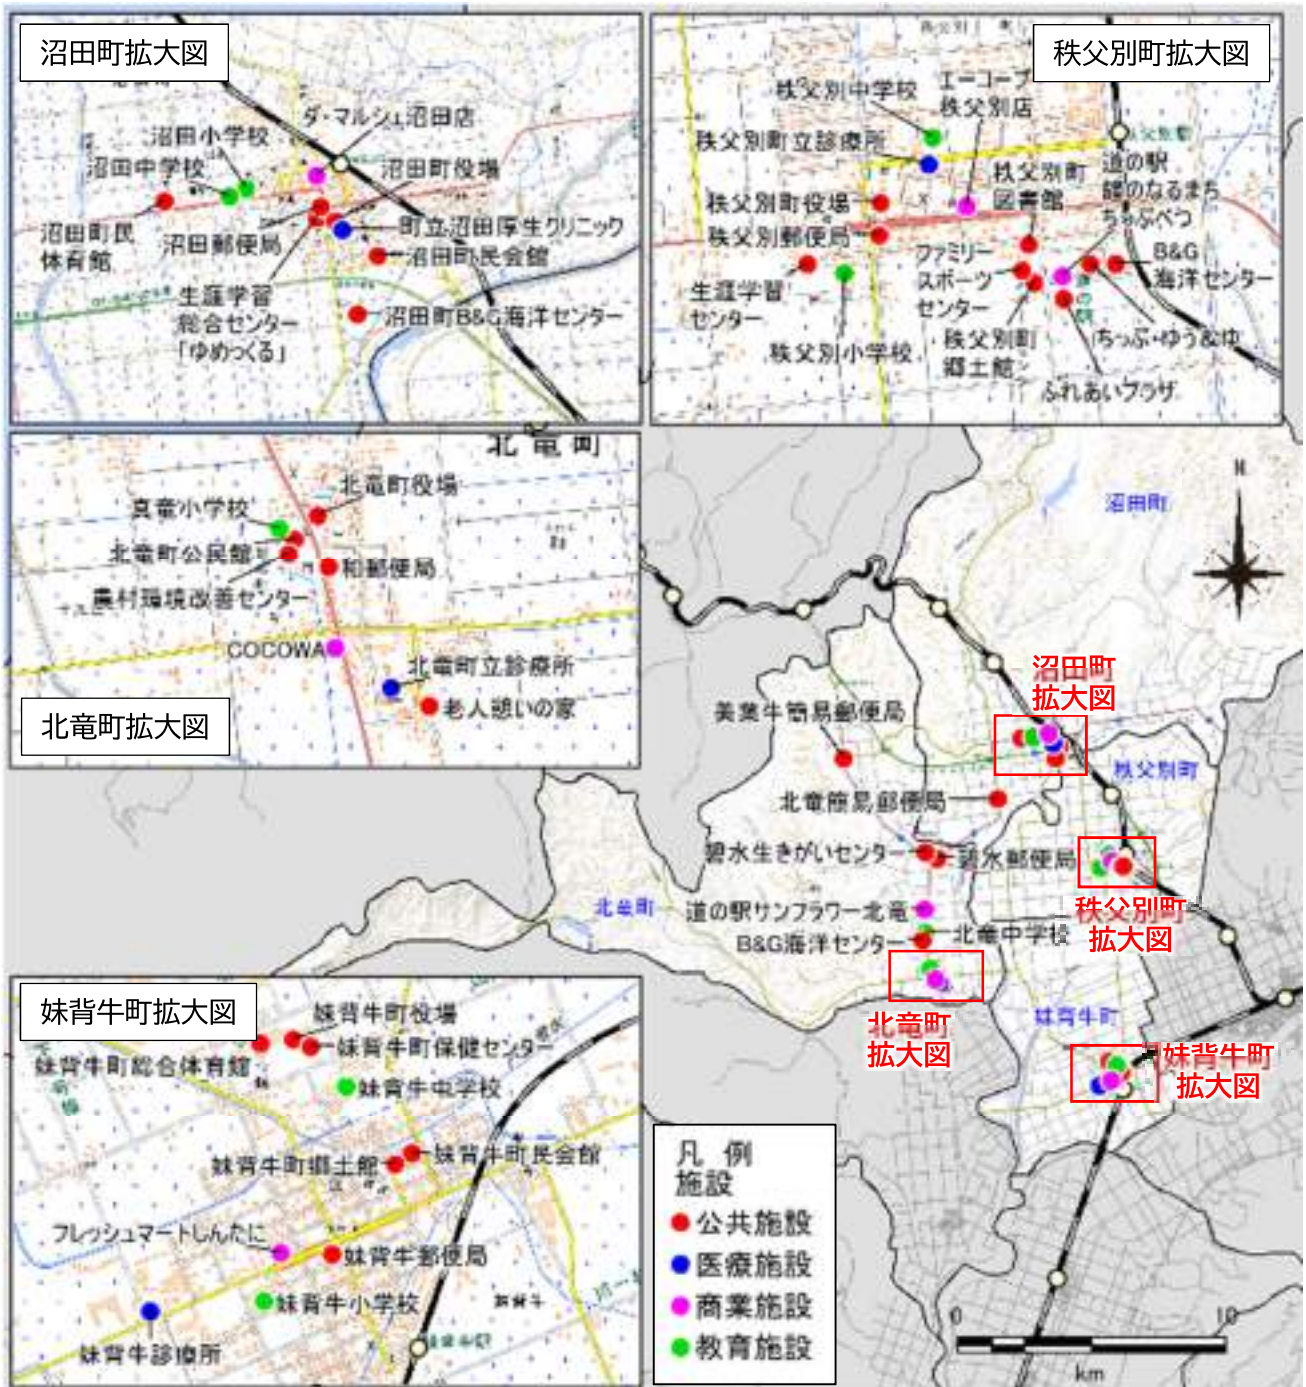 沼田町拡大図
ダ・マルシェ沼田店
沼田小学校
沼田中学校
沼田町役場
沼田町民
体育館
沼田郵便局
町立沼田厚生クリニック
沼田町民会館
生涯学習
総合センター
「ゆめっくる」
沼田町B&G海洋センター
秩父別町拡大図
秩父別中学校
エーコープ
秩父別店
秩父別町立診療所
秩父別町
図書館
道の駅
鐘のなるまち
ちっぷべつ
秩父別町役場
秩父別郵便局
ファミリー
スポーツ
センター
B&G
海洋センター
生涯学習
センター
秩父別小学校
秩父別町
郷土館
ちっぷ・ゆう&ゆ
ふれあいプラザ
北竜町
北竜町役場
真竜小学校
北竜町公民館
和郵便局
農村環境改善センター
COCOWA
北竜町立診療所
老人憩いの家
北竜町拡大図
N
沼田町
沼田町
拡大図
美葉牛簡易郵便局
秩父別町
北竜簡易郵便局
碧水生きがいセンター
碧水郵便局
北竜町
道の駅サンフラワー北竜
秩父別町
拡大図
北竜中学校
B&G海洋センター
北竜町
拡大図
妹背牛町
妹背牛町
拡大図
妹背牛町拡大図
妹背牛町役場
妹背牛町保健センター
妹背牛町総合体育館
妹背牛中学校
妹背牛町郷土館
妹背牛町民会館
フレッシュマートしんたに
妹背牛郵便局
妹背牛小学校
妹背牛診療所
凡例
施設
公共施設
医療施設
商業施設
教育施設
0 10
km